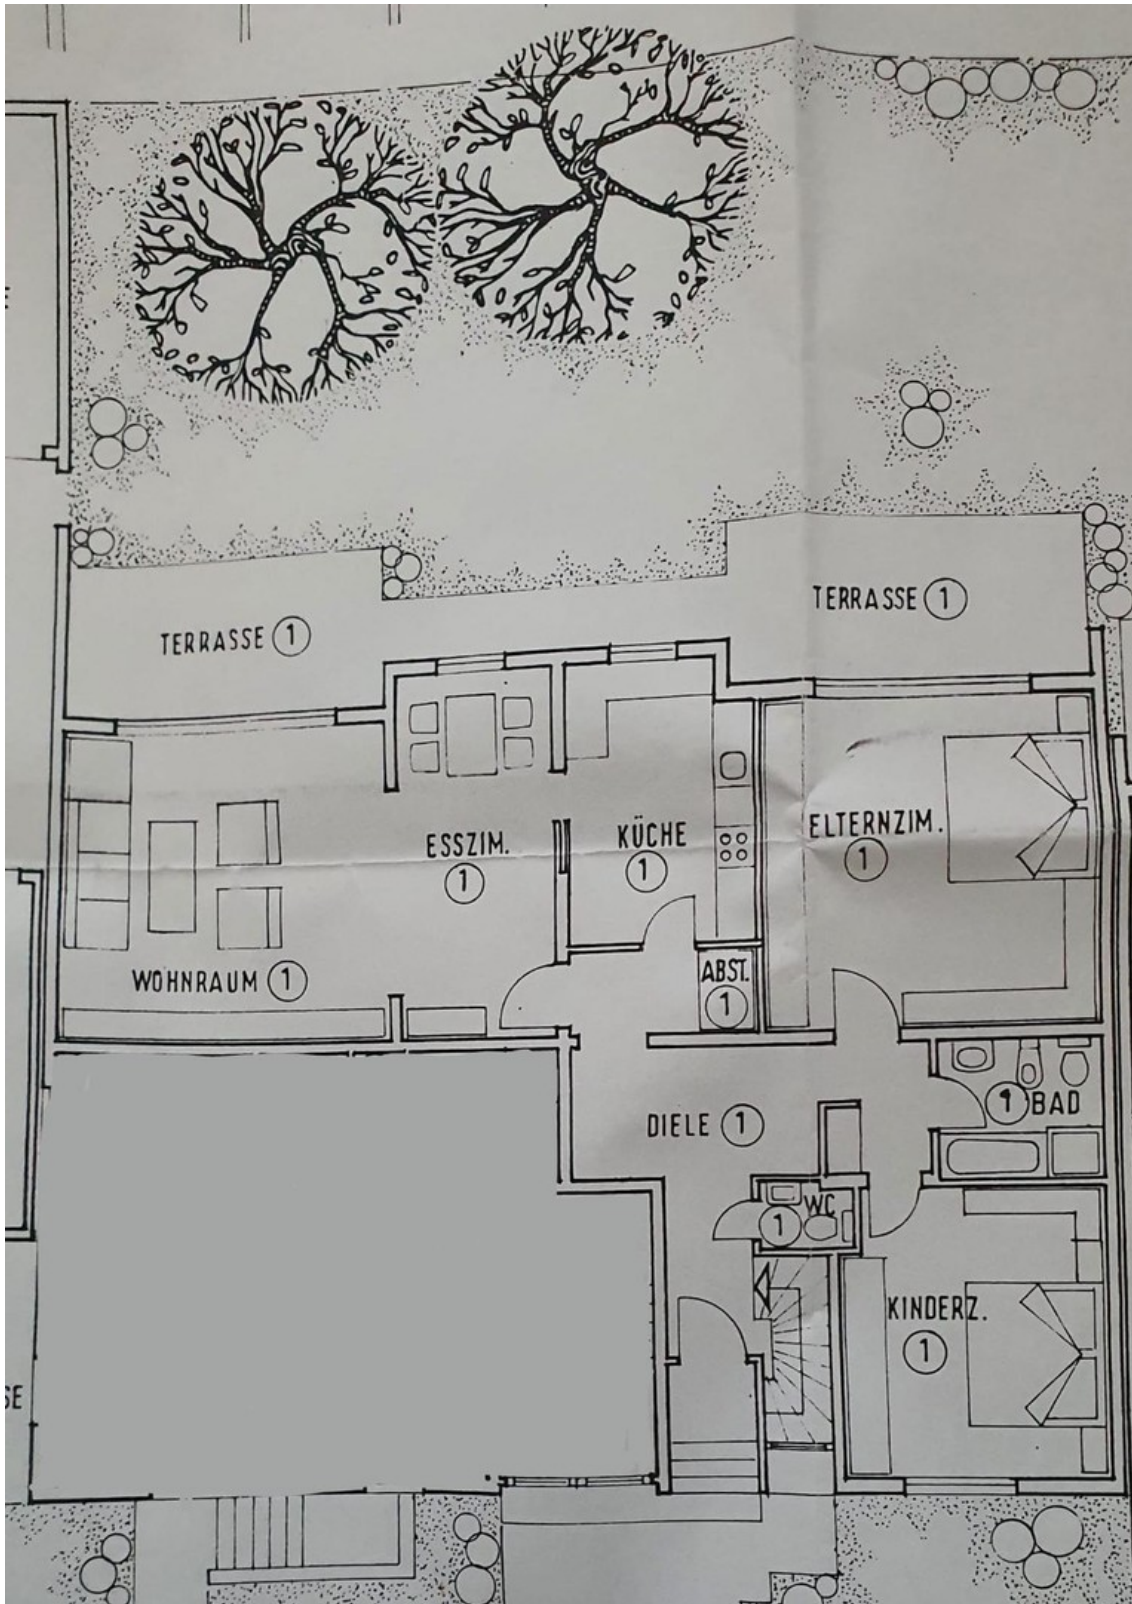 TERRASSE 1
TERRASSE 1
ESSZIM.
1
KÜCHE
1
ELTERNZIM.
1
WOHNRAUM 1
ABST.
1
DIELE 1
1 BAD
WC
1
KINDERZ.
1
SE